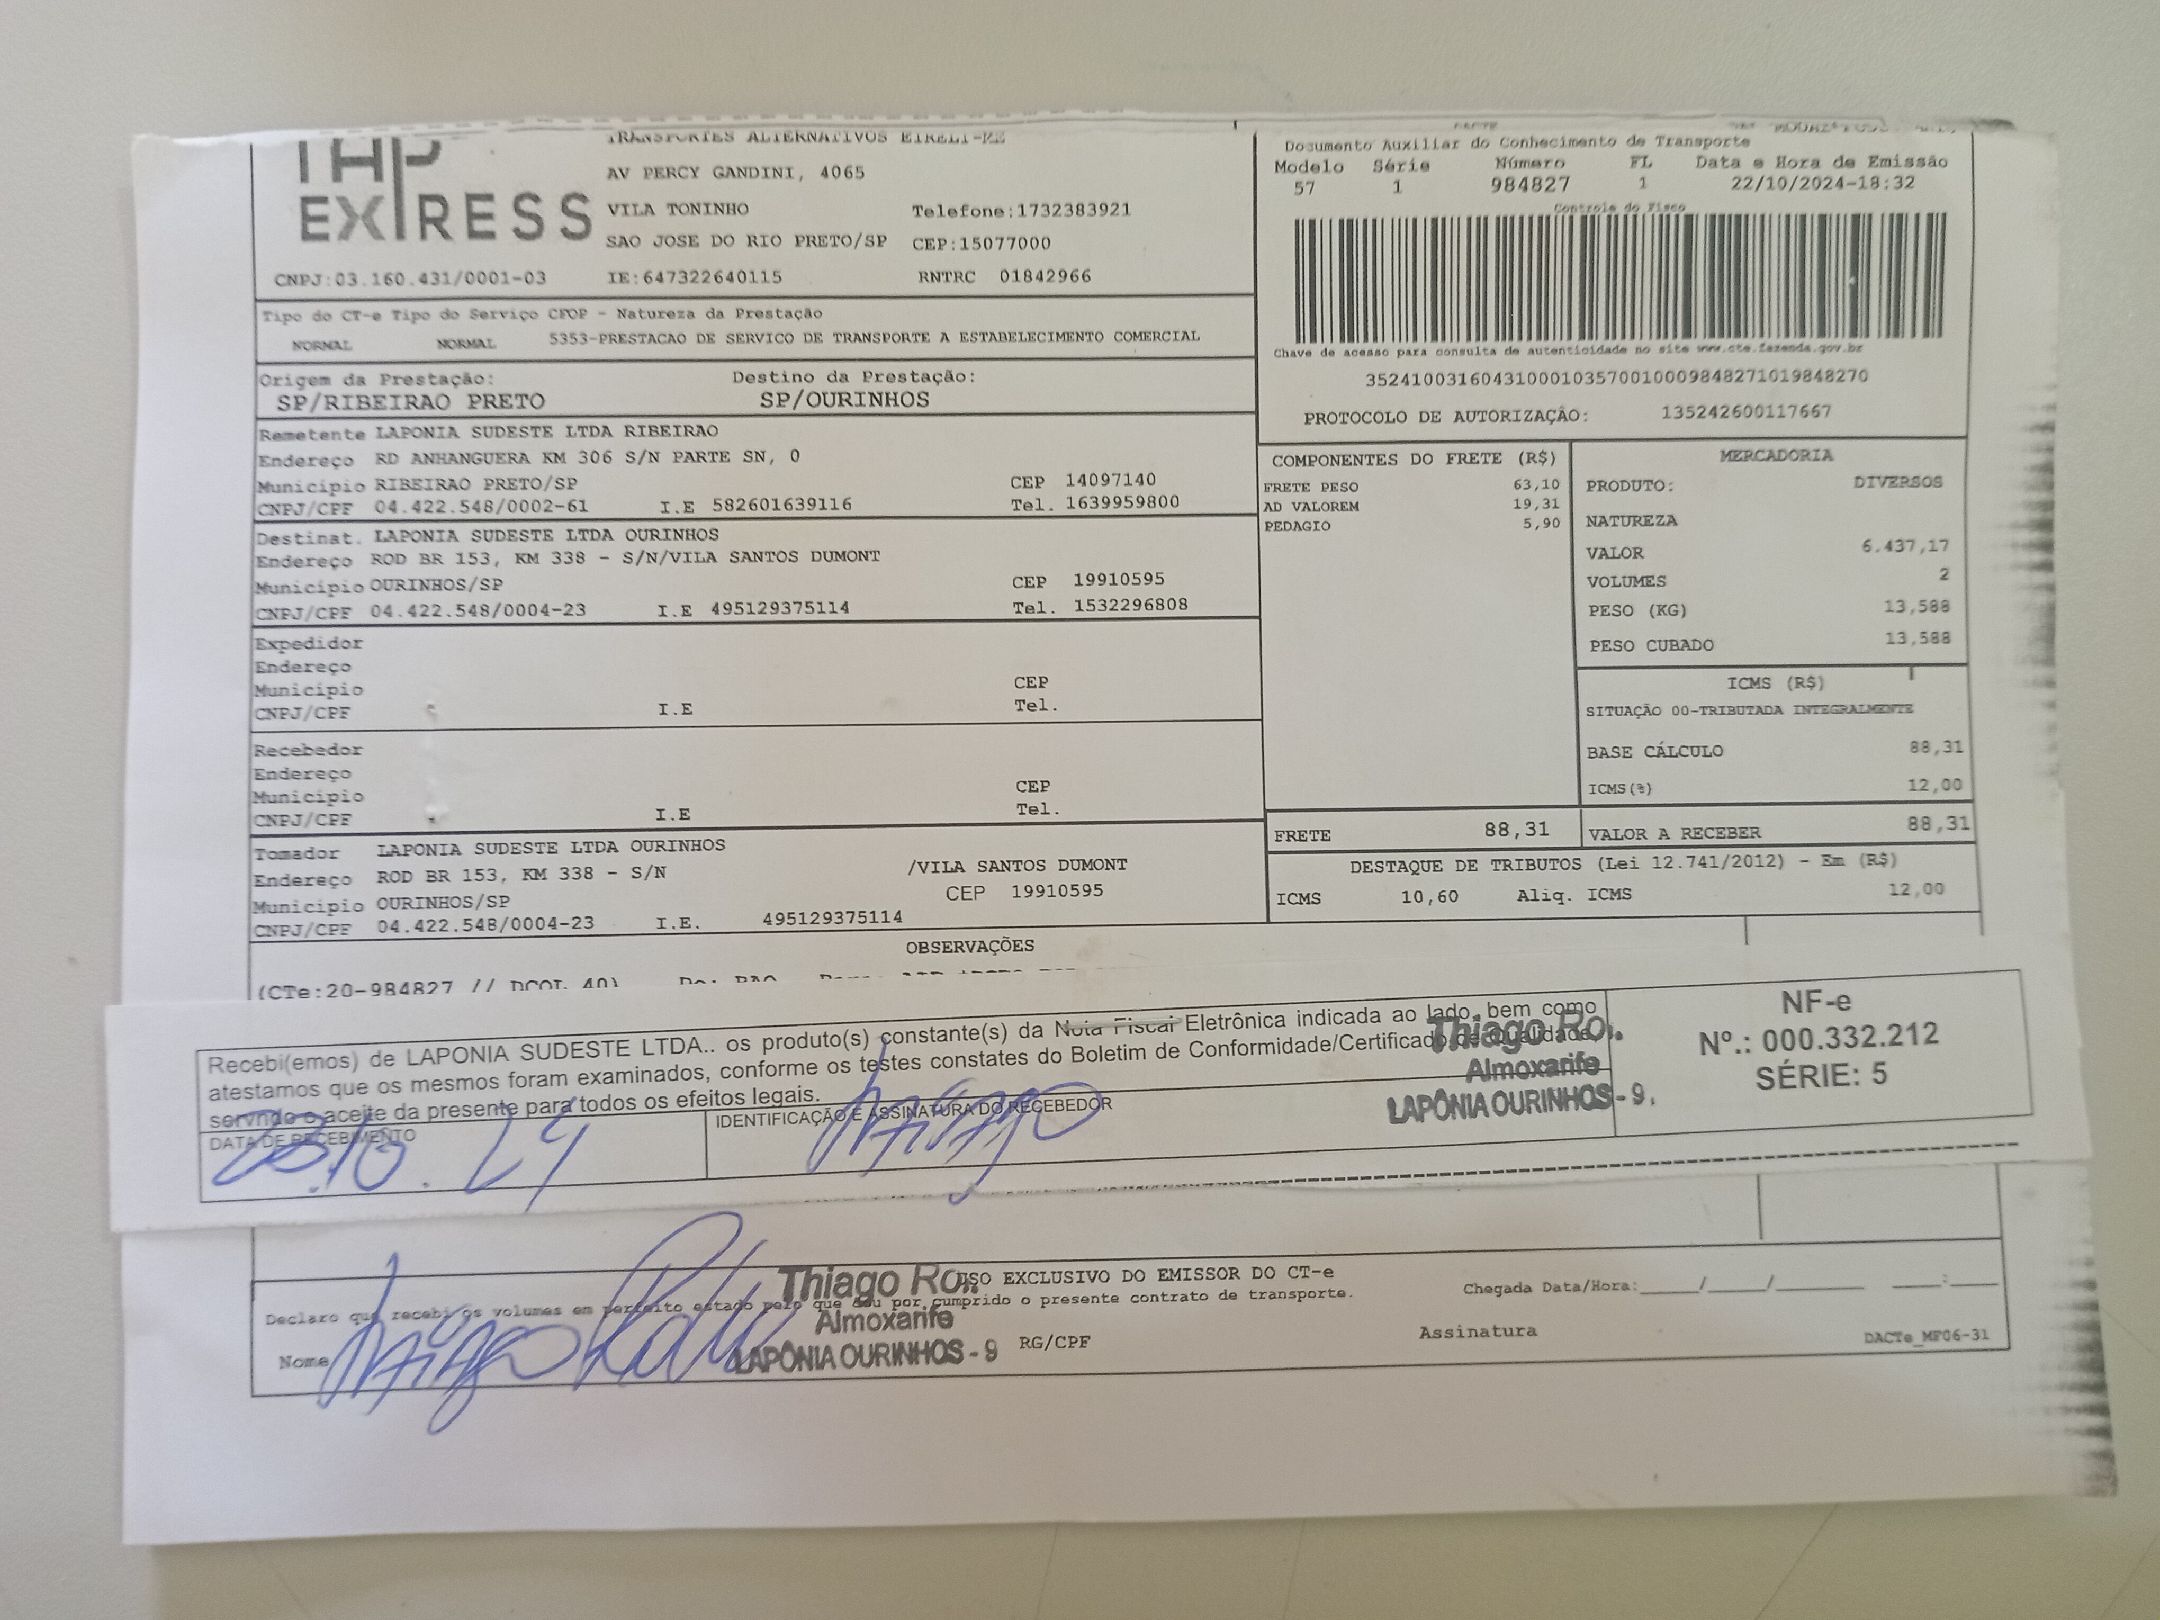 TAP
EXPRESS
TRANSPORTES ALTERNATIVOS EIRELI-ME
AV PERCY GANDINI, 4065
VILA TONINHO Telefone:1732383921
SAO JOSE DO RIO PRETO/SP CEP:15077000
CNPJ:03.160.431/0001-03 IE:647322640115 RNTRC 01842966
Documento Auxiliar do Conhecimento de Transporte
Modelo Série Número FL Data e Hora de Emissão
57 1 984827 1 22/10/2024-18:32
Controle do Fisco
Chave de acesso para consulta de autenticidade no site www.cte.fazenda.gov.br
35241003160431000103570010009848271019848270
PROTOCOLO DE AUTORIZAÇÃO: 135242600117667
Tipo do CT-e Tipo do Serviço CFOP - Natureza da Prestação
NORMAL NORMAL 5353-PRESTACAO DE SERVICO DE TRANSPORTE A ESTABELECIMENTO COMERCIAL
Origem da Prestação: Destino da Prestação:
SP/RIBEIRAO PRETO SP/OURINHOS
Remetente LAPONIA SUDESTE LTDA RIBEIRAO
Endereço RD ANHANGUERA KM 306 S/N PARTE SN, 0
Município RIBEIRAO PRETO/SP CEP 14097140
CNPJ/CPF 04.422.548/0002-61 I.E 582601639116 Tel. 1639959800
Destinat. LAPONIA SUDESTE LTDA OURINHOS
Endereço ROD BR 153, KM 338 - S/N/VILA SANTOS DUMONT
Município OURINHOS/SP CEP 19910595
CNPJ/CPF 04.422.548/0004-23 I.E 495129375114 Tel. 1532296808
Expedidor
Endereço
Município CEP
CNPJ/CPF I.E Tel.
Recebedor
Endereço
Município CEP
CNPJ/CPF I.E Tel.
Tomador LAPONIA SUDESTE LTDA OURINHOS
Endereço ROD BR 153, KM 338 - S/N /VILA SANTOS DUMONT
Município OURINHOS/SP CEP 19910595
CNPJ/CPF 04.422.548/0004-23 I.E. 495129375114
COMPONENTES DO FRETE (R$)
FRETE PESO 63,10
AD VALOREM 19,31
PEDAGIO 5,90
MERCADORIA
PRODUTO: DIVERSOS
NATUREZA
VALOR 6.437,17
VOLUMES 2
PESO (KG) 13,588
PESO CUBADO 13,588
ICMS (R$)
SITUAÇÃO 00-TRIBUTADA INTEGRALMENTE
BASE CÁLCULO 88,31
ICMS(%) 12,00
FRETE 88,31 VALOR A RECEBER 88,31
DESTAQUE DE TRIBUTOS (Lei 12.741/2012) - Em (R$)
ICMS 10,60 Aliq. ICMS 12,00
OBSERVAÇÕES
(CTe:20-984827 // DCOL 40)
Recebi(emos) de LAPONIA SUDESTE LTDA.. os produto(s) constante(s) da Nota Fiscal Eletrônica indicada ao lado, bem como
atestamos que os mesmos foram examinados, conforme os testes constates do Boletim de Conformidade/Certificado de Qualidade,
servndo o aceite da presente para todos os efeitos legais.
DATA DE RECEBIMENTO IDENTIFICAÇÃO E ASSINATURA DO RECEBEDOR
Thiago
Thiago Ro
Almoxarife
LAPÔNIA OURINHOS - 9
NF-e
Nº.: 000.332.212
SÉRIE: 5
USO EXCLUSIVO DO EMISSOR DO CT-e
Declaro que recebi os volumes em perfeito estado pelo que dou por cumprido o presente contrato de transporte.
Chegada Data/Hora:_____/_____/_________ _____:_____
Nome Thiago RG/CPF Assinatura DACTe_MF06-31
Thiago Ro
Almoxarife
LAPÔNIA OURINHOS - 9